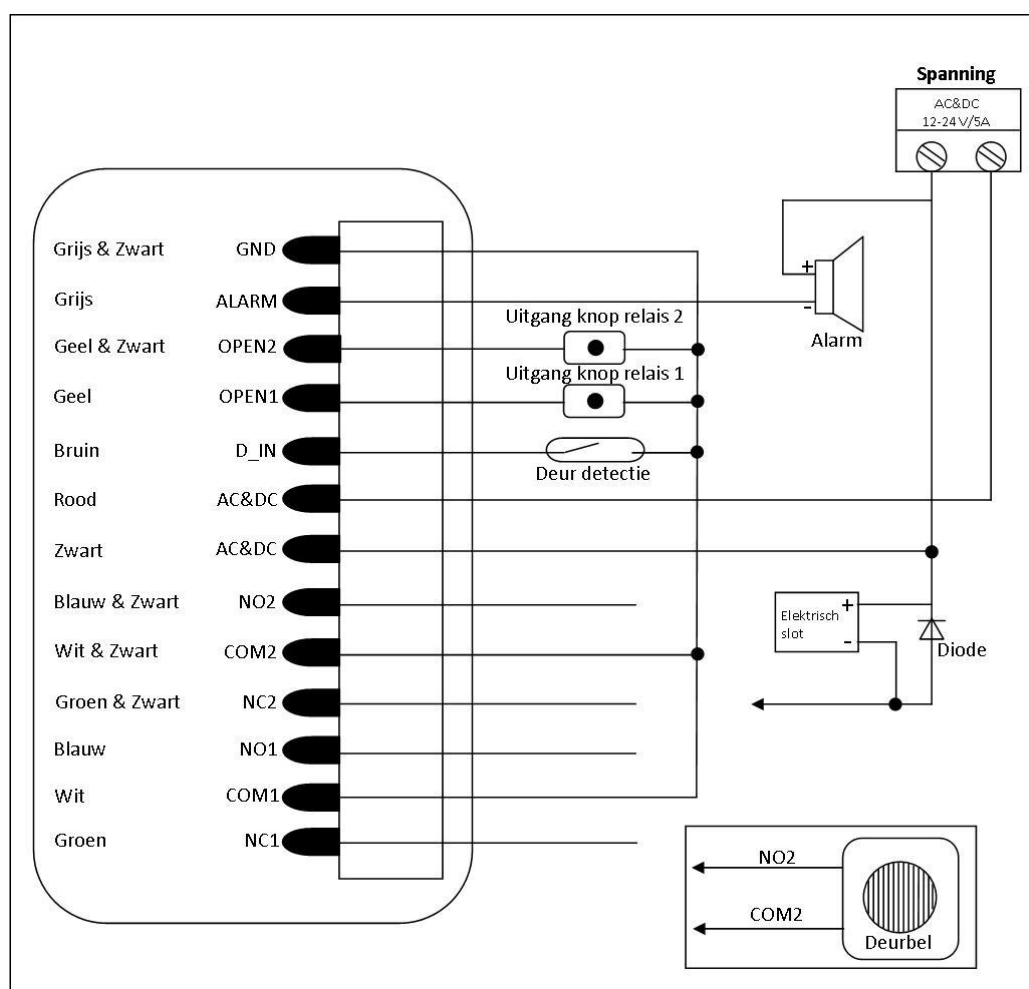 Spanning
AC&DC
12-24 V/5A
Grijs & Zwart GND
Grijs ALARM
Geel & Zwart OPEN2
Geel OPEN1
Bruin D_IN
Rood AC&DC
Zwart AC&DC
Blauw & Zwart NO2
Wit & Zwart COM2
Groen & Zwart NC2
Blauw NO1
Wit COM1
Groen NC1
Uitgang knop relais 2
Uitgang knop relais 1
Deur detectie
+
-
Alarm
Elektrisch +
slot -
Diode
NO2
COM2
Deurbel